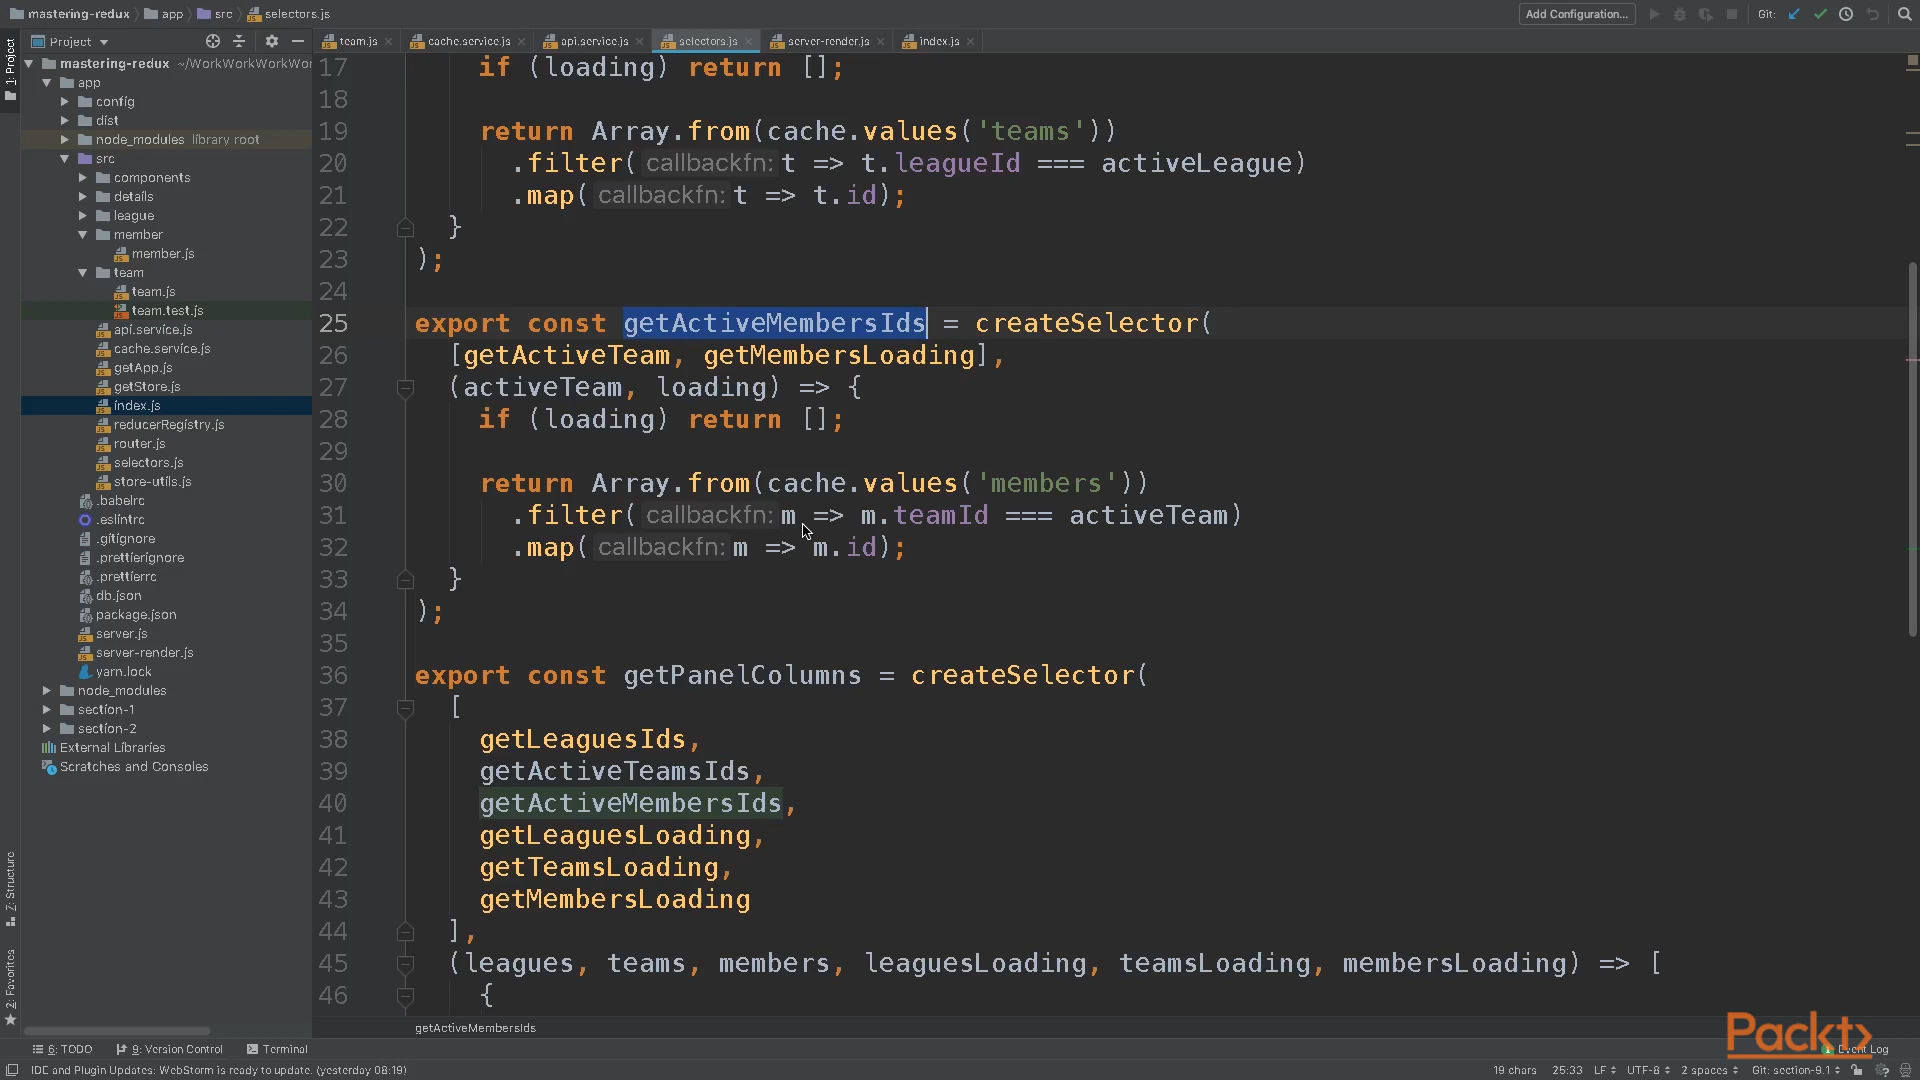 mastering-redux app src selectors.js Add Configuration... Git:
Project team.js cache.service.js api.service.js selectors.js server-render.js index.js
1: Project
mastering-redux ~/WorkWorkWorkWor
app
config
dist
node_modules library root
src
components
details
league
member
member.js
team
team.js
team.test.js
api.service.js
cache.service.js
getApp.js
getStore.js
index.js
reducerRegistry.js
router.js
selectors.js
store-utils.js
.babelrc
.eslintrc
.gitignore
.prettierignore
.prettierrc
db.json
package.json
server.js
server-render.js
yarn.lock
node_modules
section-1
section-2
External Libraries
Scratches and Consoles
Z: Structure
2: Favorites
17 if (loading) return [];
18
19 return Array.from(cache.values('teams'))
20 .filter( callbackfn: t => t.leagueId === activeLeague)
21 .map( callbackfn: t => t.id);
22 }
23 );
24
25 export const getActiveMembersIds = createSelector(
26 [getActiveTeam, getMembersLoading],
27 (activeTeam, loading) => {
28 if (loading) return [];
29
30 return Array.from(cache.values('members'))
31 .filter( callbackfn: m => m.teamId === activeTeam)
32 .map( callbackfn: m => m.id);
33 }
34 );
35
36 export const getPanelColumns = createSelector(
37 [
38 getLeaguesIds,
39 getActiveTeamsIds,
40 getActiveMembersIds,
41 getLeaguesLoading,
42 getTeamsLoading,
43 getMembersLoading
44 ],
45 (leagues, teams, members, leaguesLoading, teamsLoading, membersLoading) => [
46 {
getActiveMembersIds
Packt>
6: TODO 9: Version Control Terminal Event Log
IDE and Plugin Updates: WebStorm is ready to update. (yesterday 08:19) 19 chars 25:33 LF UTF-8 2 spaces Git: section-9.1